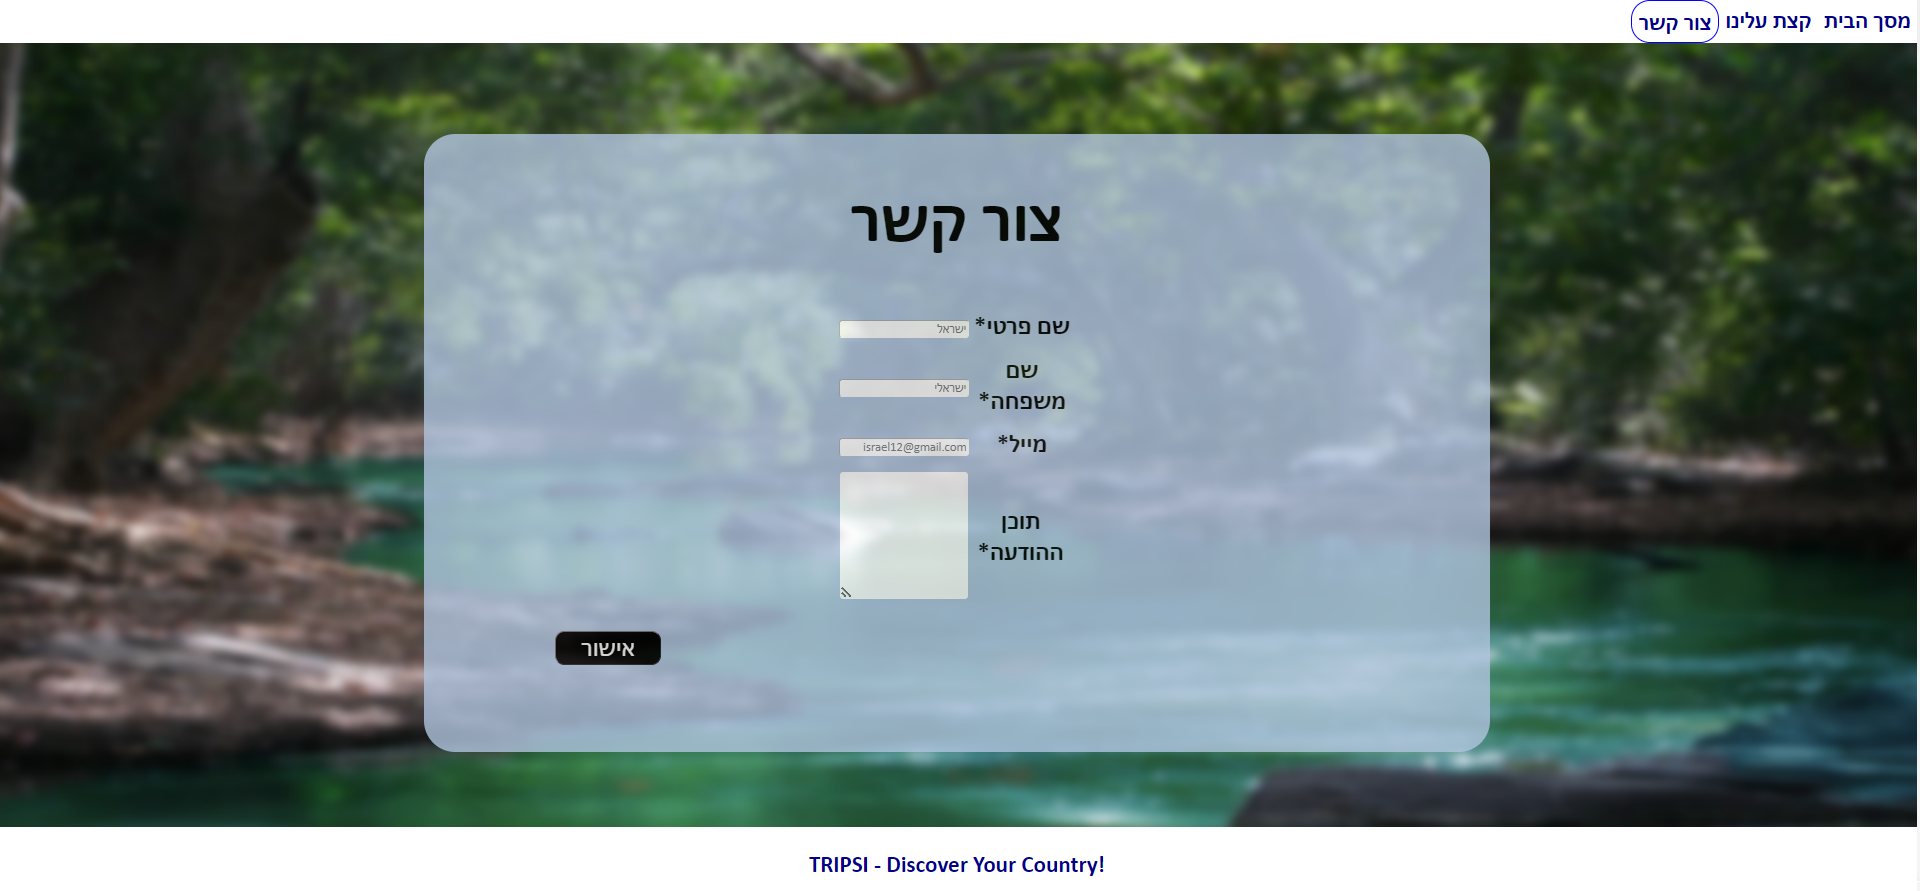 מסך הבית
קצת עלינו
צור קשר
צור קשר
שם פרטי*
ישראל
שם
משפחה*
ישראלי
מייל*
israel12@gmail.com
תוכן
ההודעה*
אישור
TRIPSI - Discover Your Country!